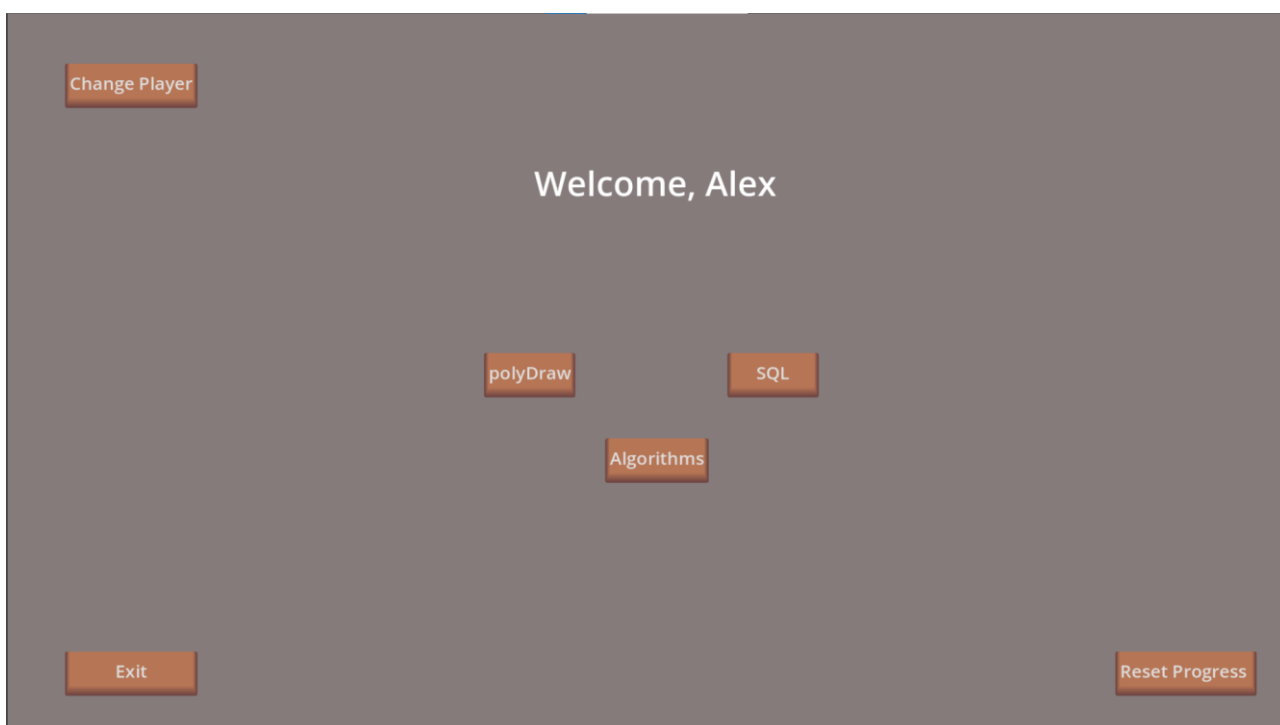 Change Player
Welcome, Alex
polyDraw
SQL
Algorithms
Exit
Reset Progress